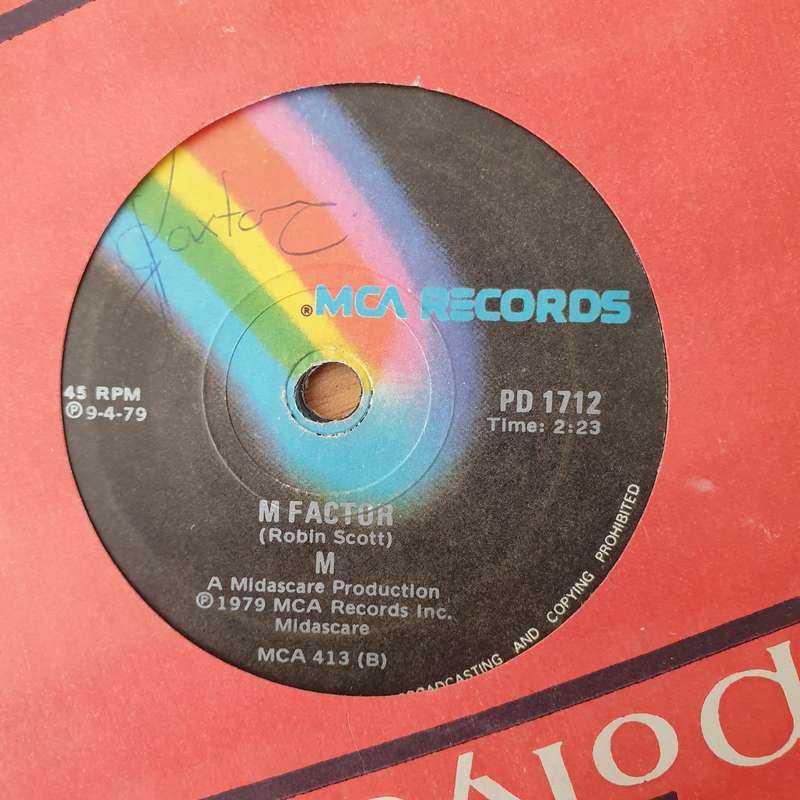 ® MCA RECORDS
45 RPM
Ⓟ 9-4-79
PD 1712
Time: 2:23
M FACTOR
(Robin Scott)
M
A Midascare Production
Ⓟ 1979 MCA Records Inc.
Midascare
MCA 413 (B)
BROADCASTING AND COPYING PROHIBITED